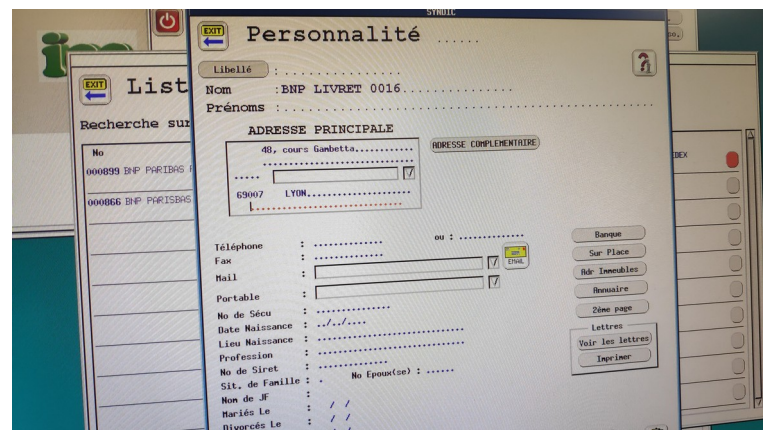 SYNDIC
EXIT
Personnalité ......
Libellé : ..................
Nom :BNP LIVRET 0016...............
Prénoms :
ADRESSE PRINCIPALE
48, cours Gambetta............
ADRESSE COMPLEMENTAIRE
69007 LYON....................
Téléphone : ............. ou : .............
Fax : .............
Mail :
EMAIL
Portable :
No de Sécu : ...............
Date Naissance : ../../....
Lieu Naissance :
Profession :
No de Siret : ..............
Sit. de Famille : . No Epoux(se) : ......
Nom de JF :
Mariés Le : / /
Divorcés Le : / /
Banque
Sur Place
Adr Immeubles
Annuaire
2éme page
Lettres
Voir les lettres
Imprimer
EXIT
List
Recherche sur
No
000899 BNP PARIBAS
000866 BNP PARISBAS
EDEX